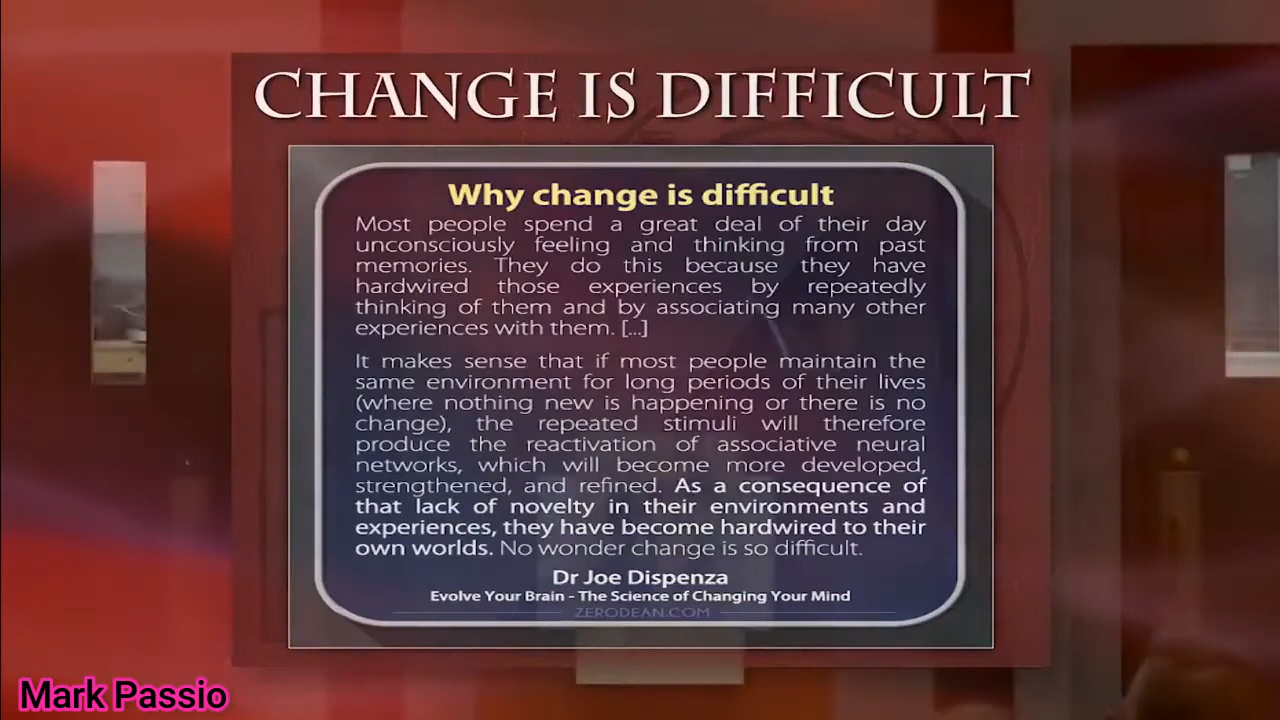 CHANGE IS DIFFICULT
Why change is difficult
Most people spend a great deal of their day
unconsciously feeling and thinking from past
memories. They do this because they have
hardwired those experiences by repeatedly
thinking of them and by associating many other
experiences with them. [...]
It makes sense that if most people maintain the
same environment for long periods of their lives
(where nothing new is happening or there is no
change), the repeated stimuli will therefore
produce the reactivation of associative neural
networks, which will become more developed,
strengthened, and refined. As a consequence of
that lack of novelty in their environments and
experiences, they have become hardwired to their
own worlds. No wonder change is so difficult.
Dr Joe Dispenza
Evolve Your Brain - The Science of Changing Your Mind
ZERODEAN.COM
Mark Passio